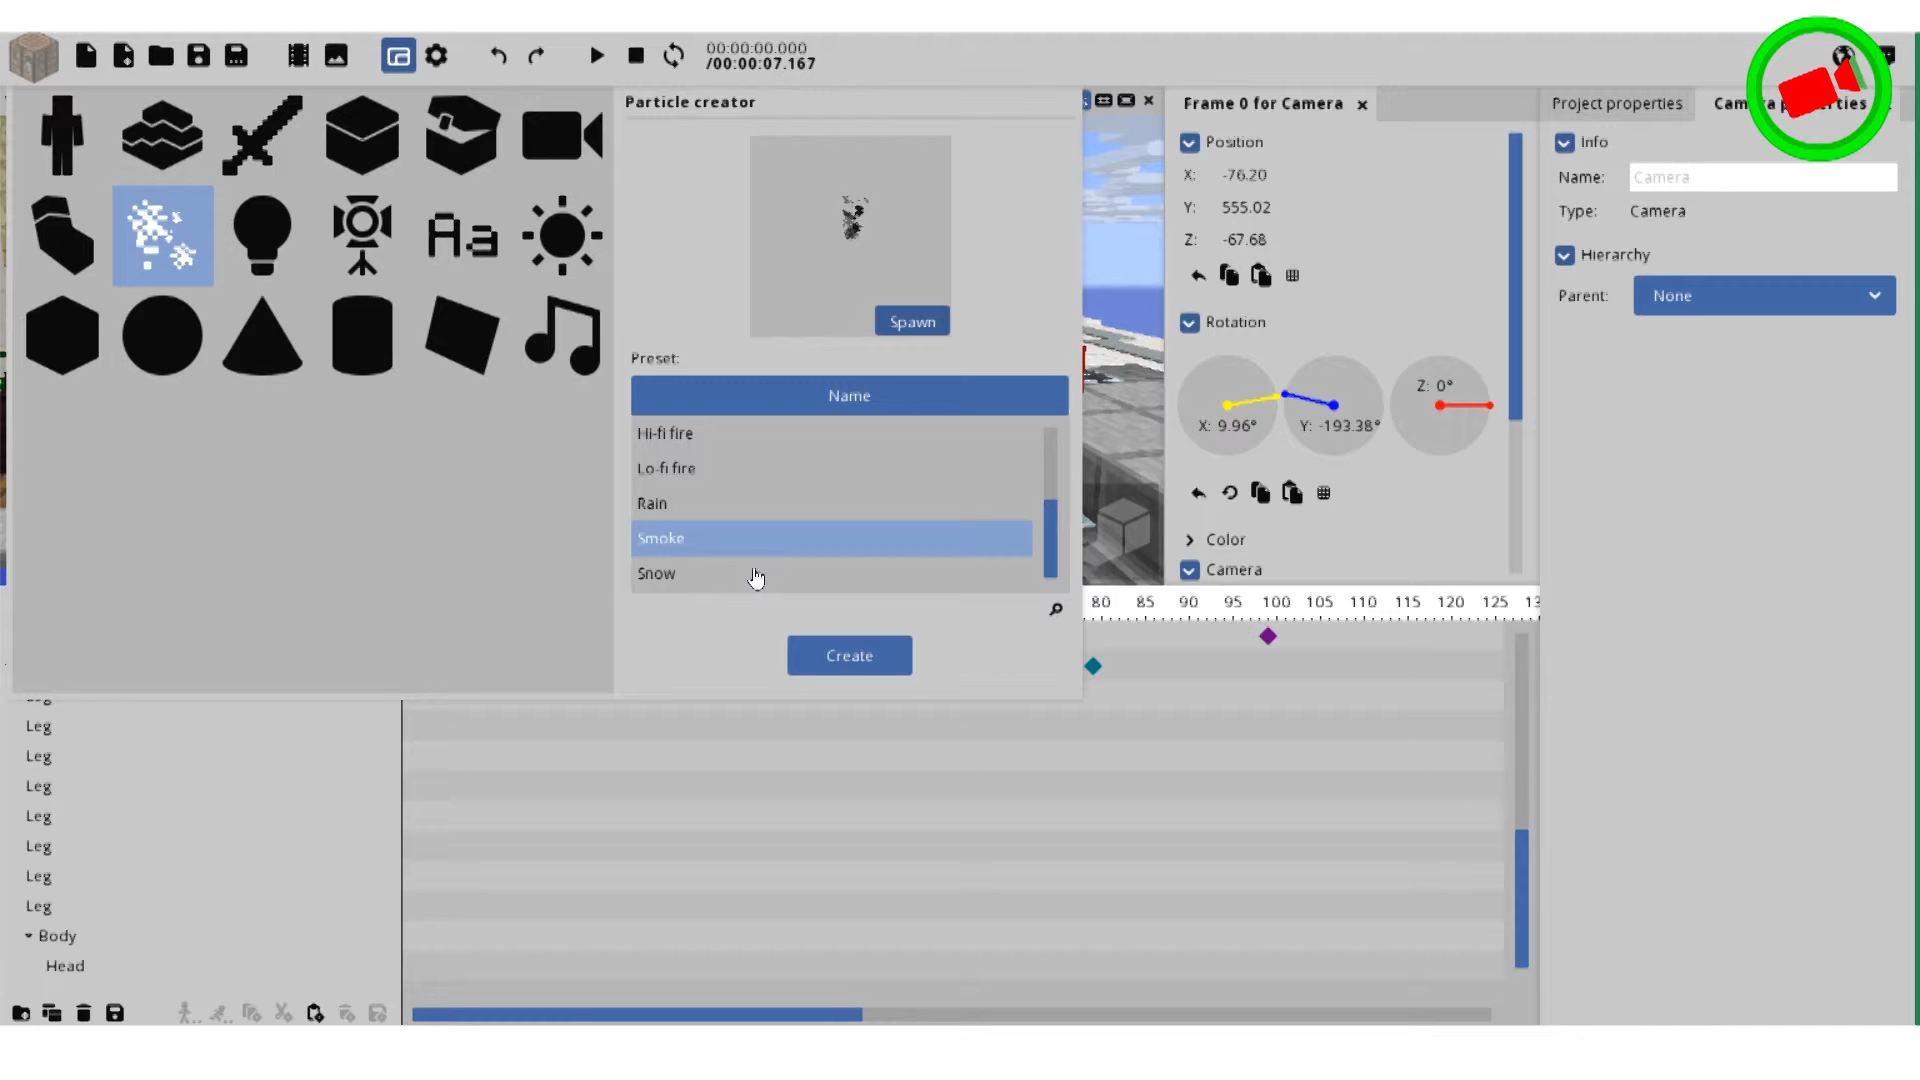 00:00:00.000
/00:00:07.167
Particle creator
Spawn
Preset:
Name
Hi-fi fire
Lo-fi fire
Rain
Smoke
Snow
Create
Aa
Frame 0 for Camera
Position
X: -76.20
Y: 555.02
Z: -67.68
Rotation
X: 9.96°
Y: -193.38°
Z: 0°
Color
Camera
Project properties
Info
Name: Camera
Type: Camera
Hierarchy
Parent: None
80 85 90 95 100 105 110 115 120 125
Leg
Leg
Leg
Leg
Leg
Leg
Leg
Body
Head